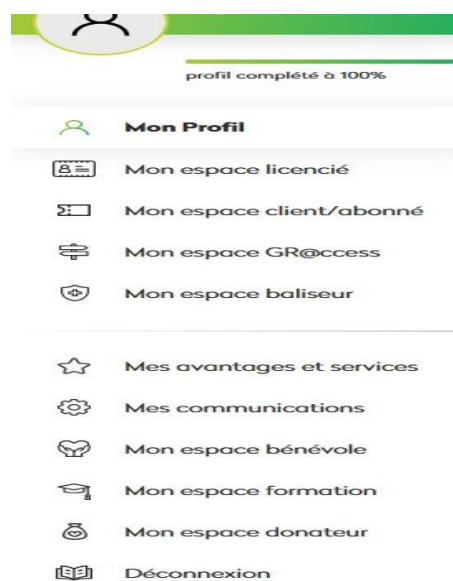 profil complété à 100%
Mon Profil
Mon espace licencié
Mon espace client/abonné
Mon espace GR@ccess
Mon espace baliseur
Mes avantages et services
Mes communications
Mon espace bénévole
Mon espace formation
Mon espace donateur
Déconnexion